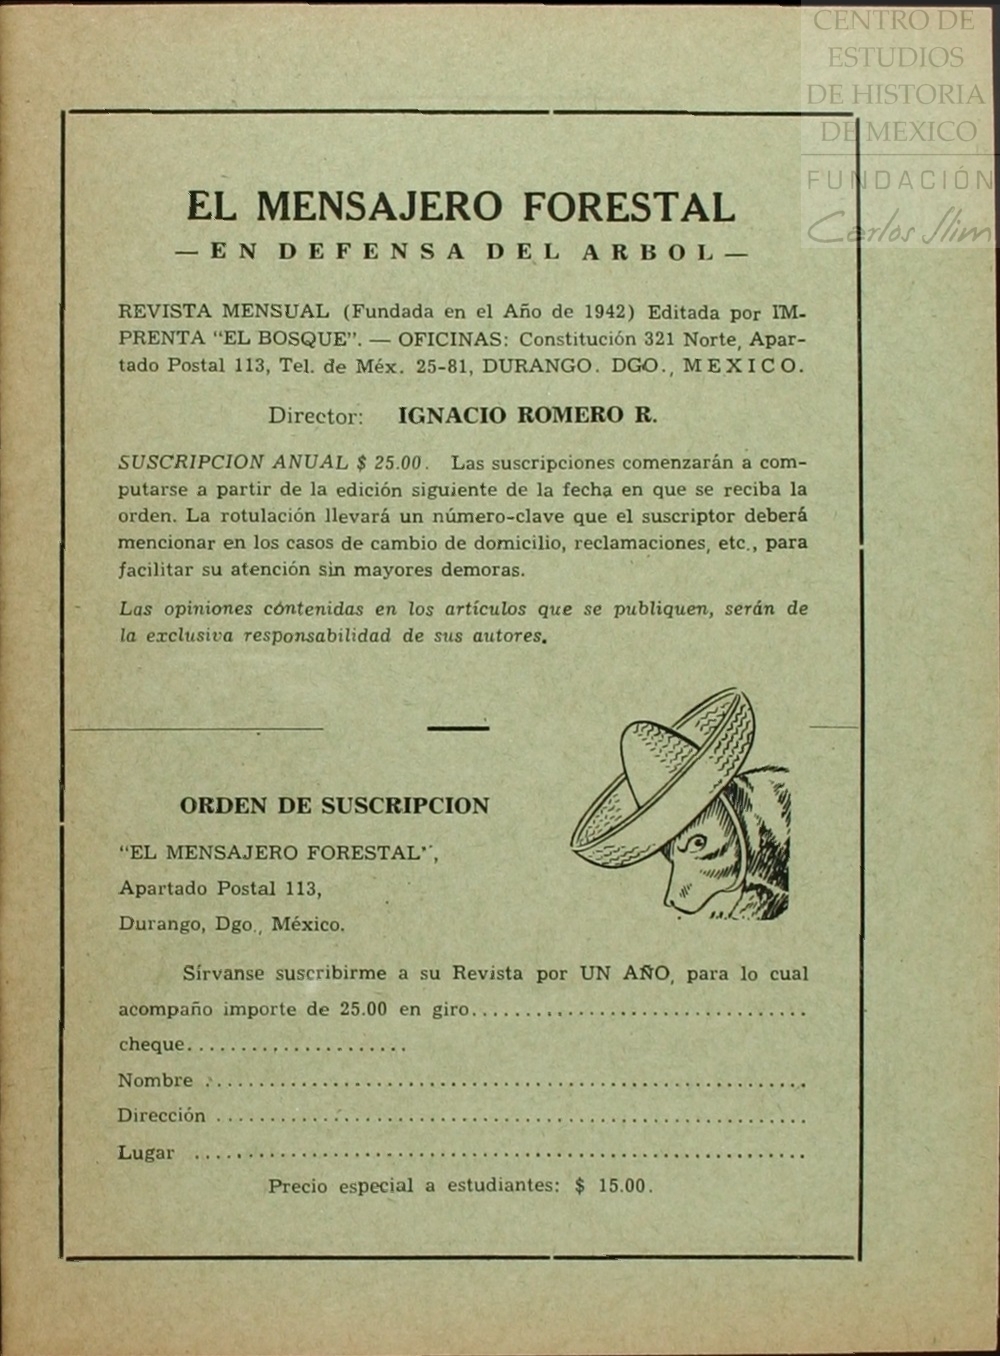 CENTRO DE
ESTUDIOS
DE HISTORIA
DE MEXICO
FUNDACIÓN
Carlos Slim
EL MENSAJERO FORESTAL
— EN DEFENSA DEL ARBOL —
REVISTA MENSUAL (Fundada en el Año de 1942) Editada por IM-
PRENTA "EL BOSQUE". — OFICINAS: Constitución 321 Norte, Apar-
tado Postal 113, Tel. de Méx. 25-81, DURANGO. DGO., MEXICO.
Director: IGNACIO ROMERO R.
SUSCRIPCION ANUAL $ 25.00. Las suscripciones comenzarán a com-
putarse a partir de la edición siguiente de la fecha en que se reciba la
orden. La rotulación llevará un número-clave que el suscriptor deberá
mencionar en los casos de cambio de domicilio, reclamaciones, etc., para
facilitar su atención sin mayores demoras.
Las opiniones cóntenidas en los artículos que se publiquen, serán de
la exclusiva responsabilidad de sus autores.
ORDEN DE SUSCRIPCION
"EL MENSAJERO FORESTAL",
Apartado Postal 113,
Durango, Dgo., México.
Sírvanse suscribirme a su Revista por UN AÑO, para lo cual
acompaño importe de 25.00 en giro................................
cheque.....................
Nombre .........................................................
Dirección ........................................................
Lugar ..........................................................
Precio especial a estudiantes: $ 15.00.